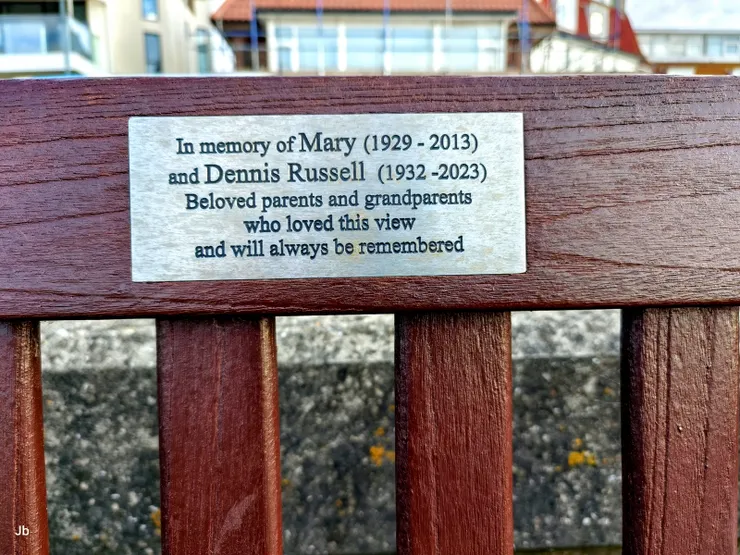 In memory of Mary (1929 - 2013)
and Dennis Russell (1932 -2023)
Beloved parents and grandparents
who loved this view
and will always be remembered
Jb